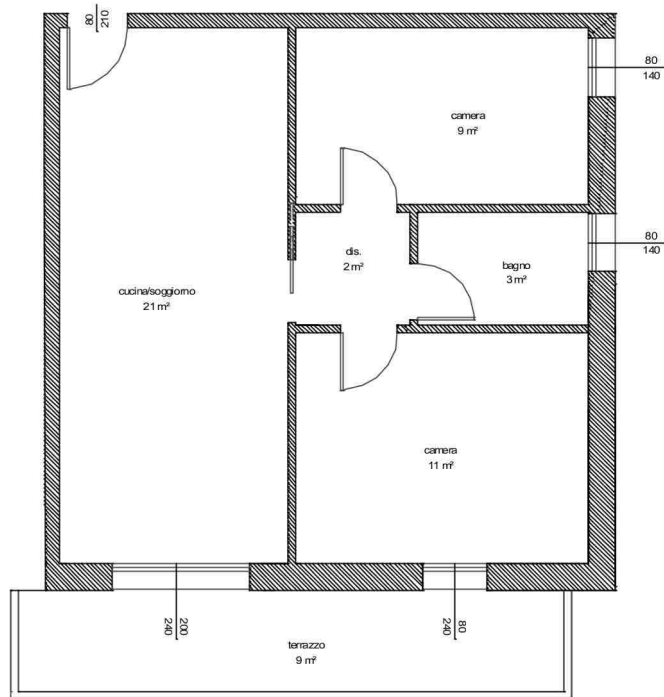 80
210
camera
9 m²
80
140
80
140
dis.
2 m²
bagno
3 m²
cucina/soggiorno
21 m²
camera
11 m²
200
240
80
240
terrazzo
9 m²